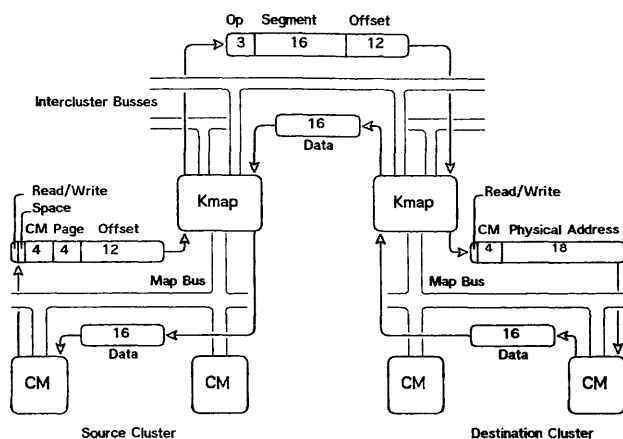 Op Segment Offset
3 16 12
Intercluster Busses
16
Data
Read/Write
Space
CM Page Offset
4 4 12
Kmap
Kmap
Read/Write
CM Physical Address
4 18
Map Bus
Map Bus
16
Data
16
Data
CM
CM
CM
CM
Source Cluster
Destination Cluster